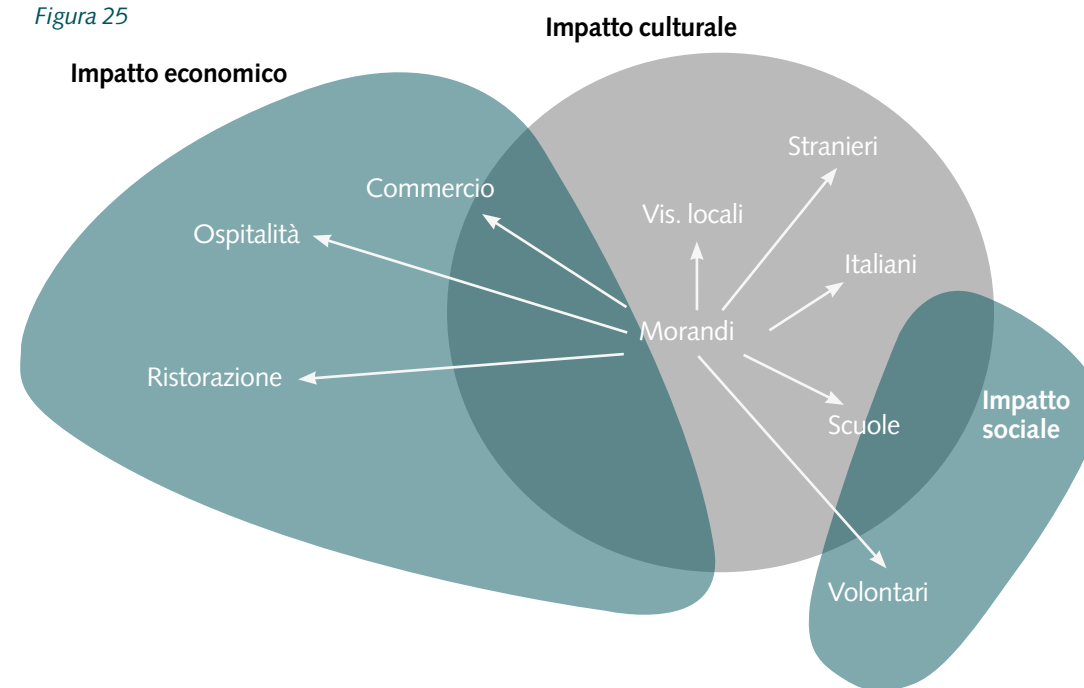 Figura 25
Impatto culturale
Impatto economico
Stranieri
Commercio
Vis. locali
Ospitalità
Italiani
Morandi
Ristorazione
Impatto
sociale
Scuole
Volontari